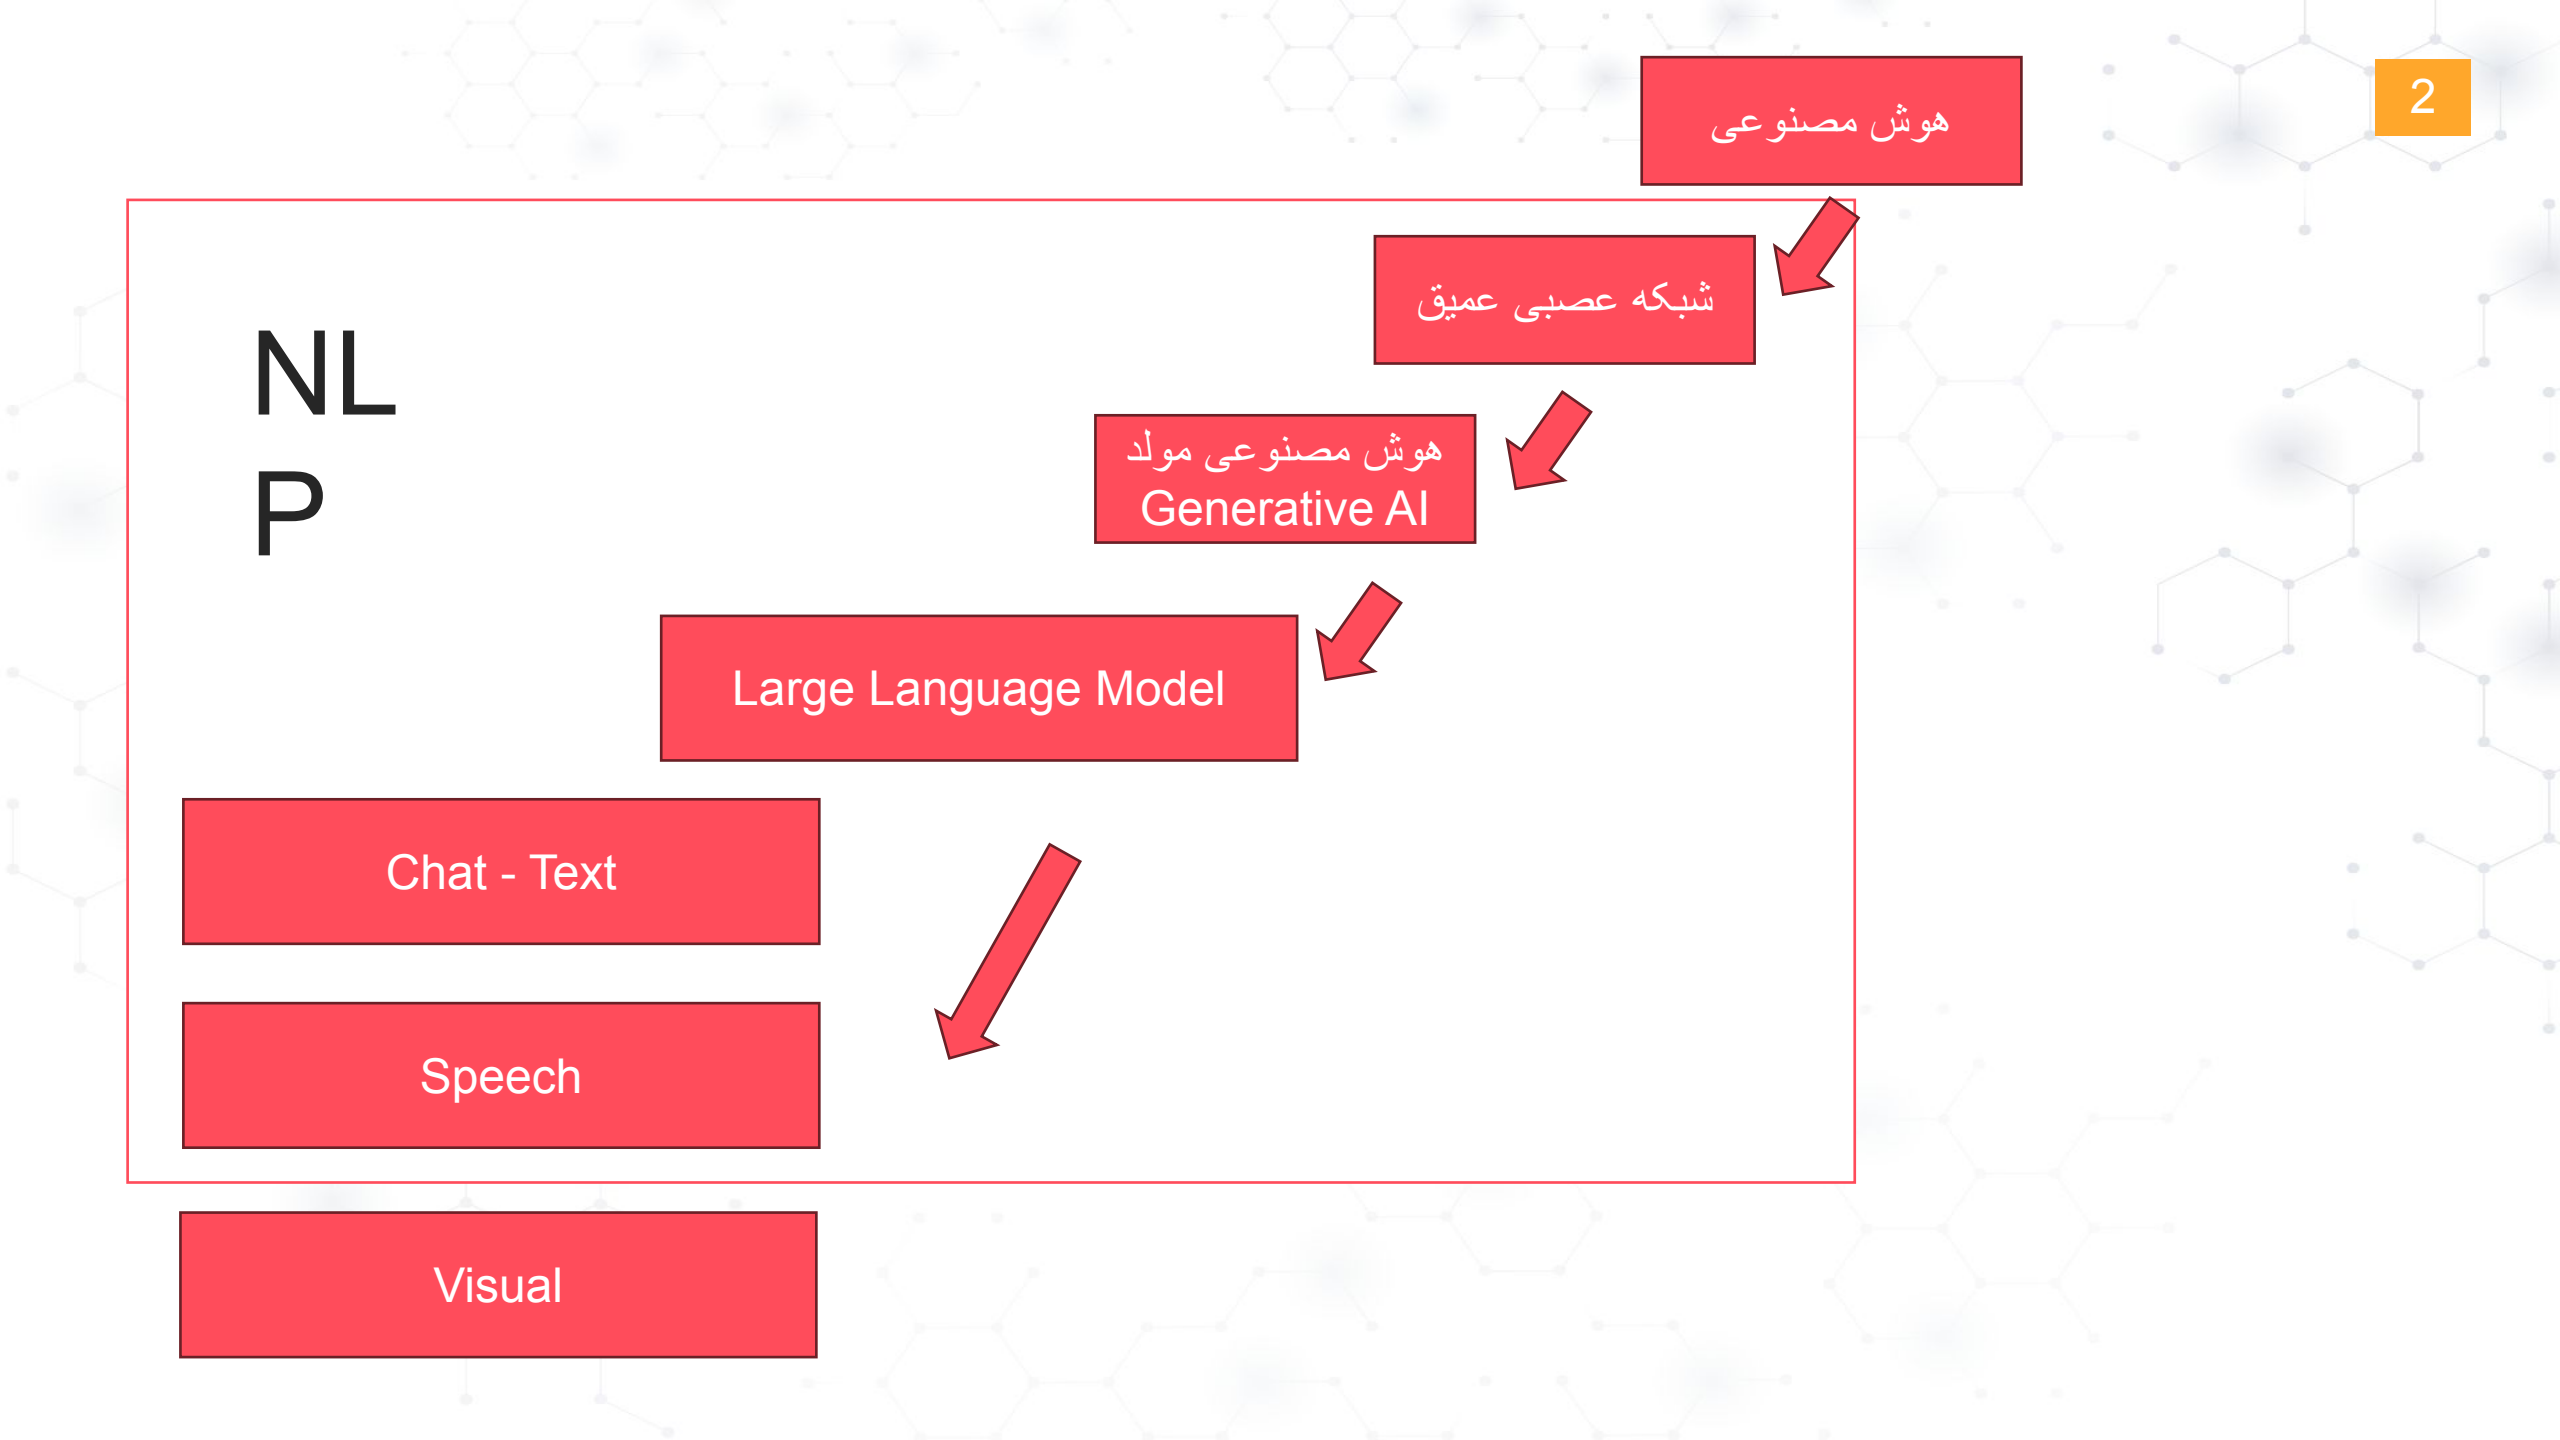 2
هوش مصنوعی
شبکه عصبی عمیق
NL
P
هوش مصنوعی مولد
Generative AI
Large Language Model
Chat - Text
Speech
Visual